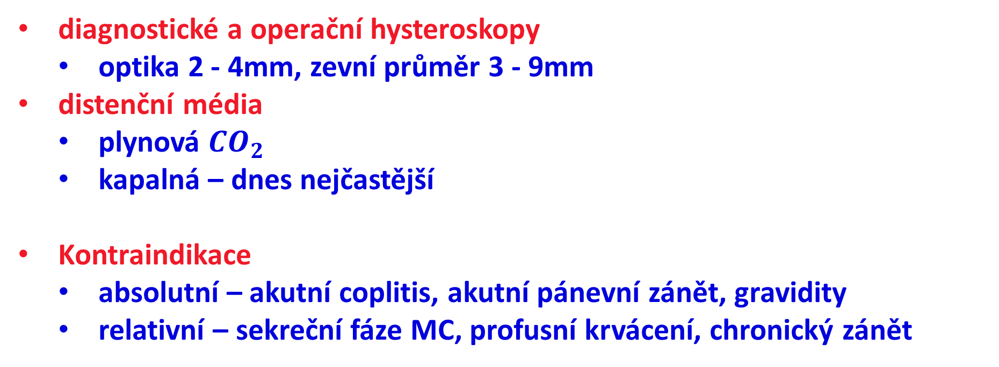 • diagnostické a operační hysteroskopy
• optika 2 - 4mm, zevní průměr 3 - 9mm
• distenční média
• plynová CO₂
• kapalná – dnes nejčastější
• Kontraindikace
• absolutní – akutní coplitis, akutní pánevní zánět, gravidity
• relativní – sekreční fáze MC, profusní krvácení, chronický zánět